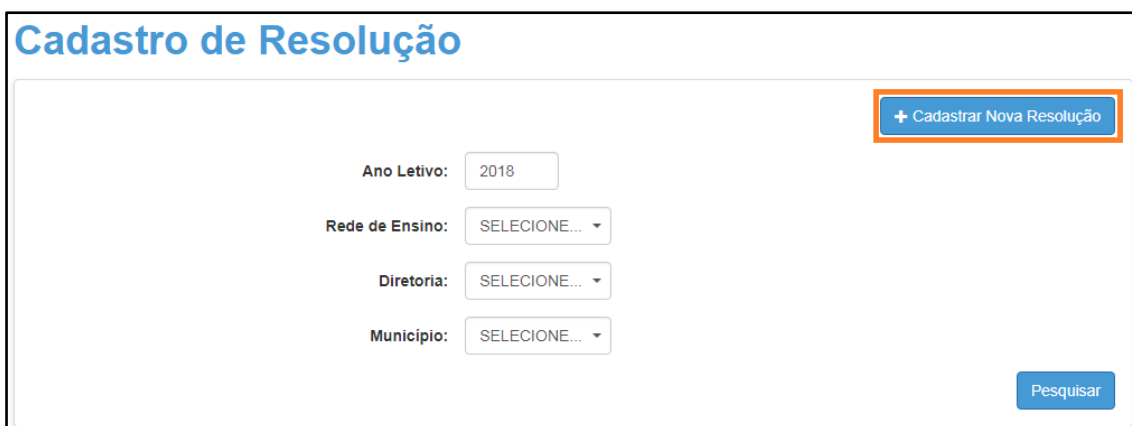 Cadastro de Resolução
+ Cadastrar Nova Resolução
Ano Letivo: 2018
Rede de Ensino: SELECIONE...
Diretoria: SELECIONE...
Município: SELECIONE...
Pesquisar